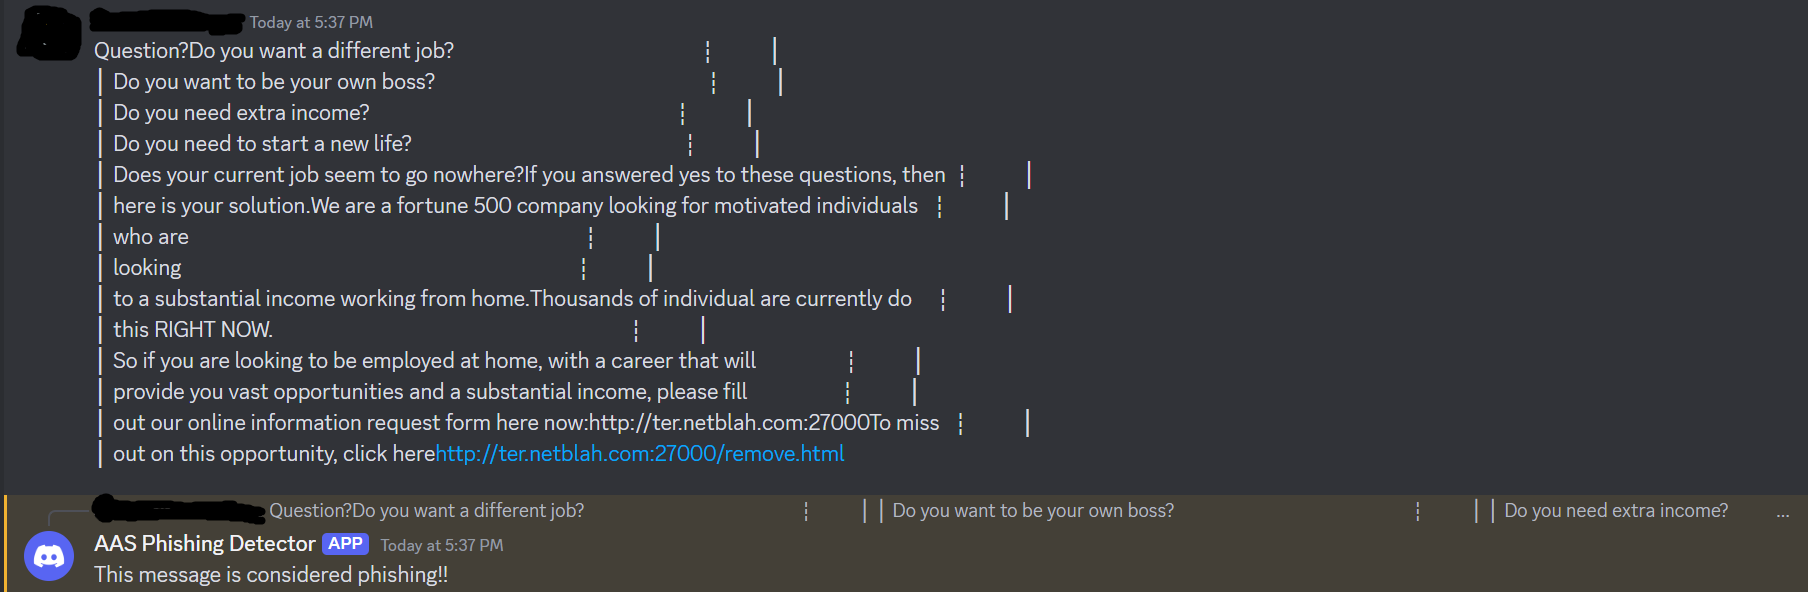 Today at 5:37 PM
Question?Do you want a different job? ┆ │
│ Do you want to be your own boss? ┆ │
│ Do you need extra income? ┆ │
│ Do you need to start a new life? ┆ │
│ Does your current job seem to go nowhere?If you answered yes to these questions, then ┆ │
│ here is your solution.We are a fortune 500 company looking for motivated individuals ┆ │
│ who are ┆ │
│ looking ┆ │
│ to a substantial income working from home.Thousands of individual are currently do ┆ │
│ this RIGHT NOW. ┆ │
│ So if you are looking to be employed at home, with a career that will ┆ │
│ provide you vast opportunities and a substantial income, please fill ┆ │
│ out our online information request form here now:http://ter.netblah.com:27000To miss ┆ │
│ out on this opportunity, click herehttp://ter.netblah.com:27000/remove.html
Question?Do you want a different job? ┆ │ │ Do you want to be your own boss? ┆ │ │ Do you need extra income? ...
AAS Phishing Detector APP Today at 5:37 PM
This message is considered phishing!!